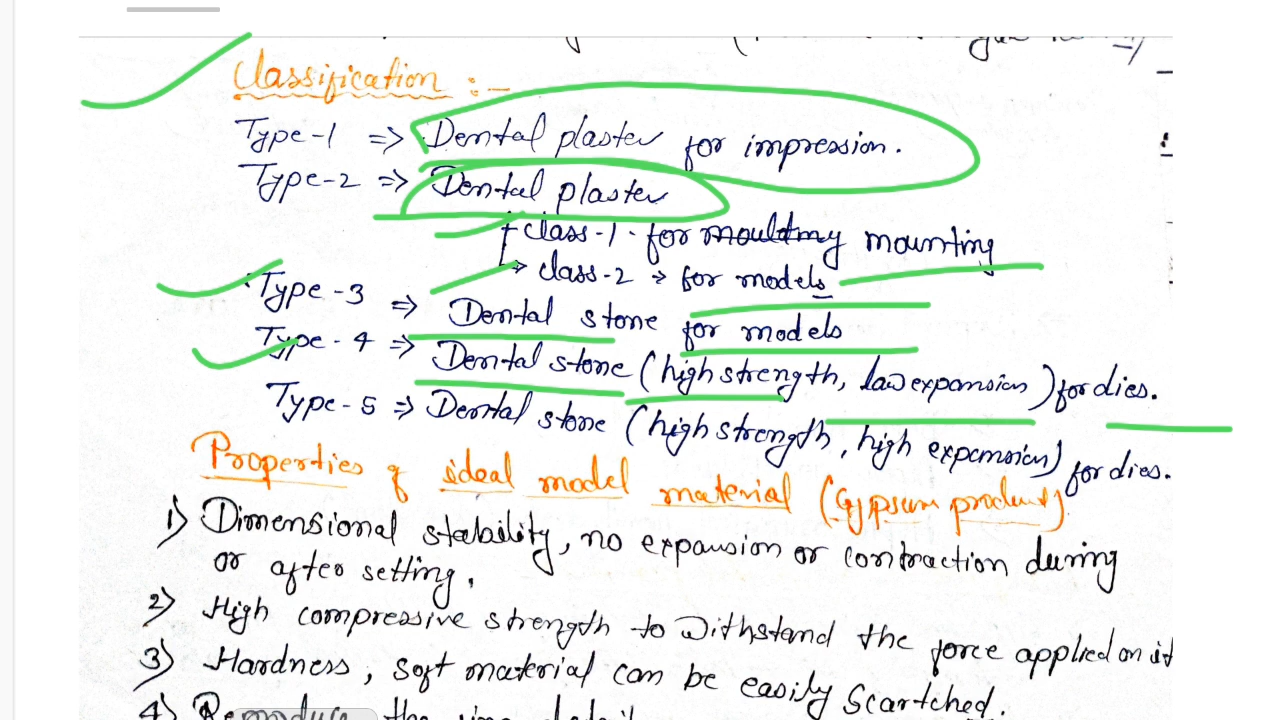 Classification :-
Type-1 => Dental plaster for impression.
Type-2 => Dental plaster
class-1 - for mounting
→ class-2 → for models
Type-3 => Dental stone for models
Type-4 => Dental stone (high strength, low expansion) for dies.
Type-5 => Dental stone (high strength, high expansion) for dies.
Properties of ideal model material (Gypsum product)
1) Dimensional stability, no expansion or contraction during
or after setting.
2) High compressive strength to withstand the force applied on it
3) Hardness, soft material can be easily Scartched.
4) Reproduce the